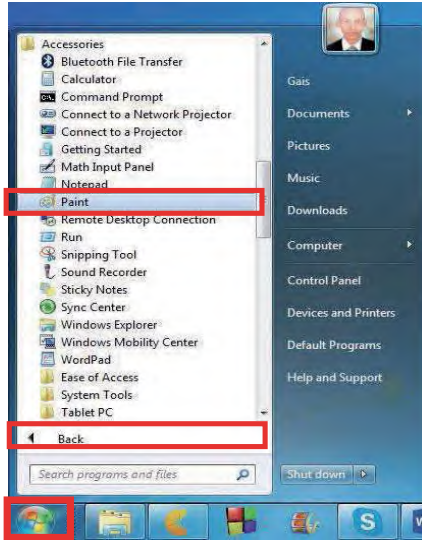 Accessories
Bluetooth File Transfer
Calculator
Command Prompt
Connect to a Network Projector
Connect to a Projector
Getting Started
Math Input Panel
Notepad
Paint
Remote Desktop Connection
Run
Snipping Tool
Sound Recorder
Sticky Notes
Sync Center
Windows Explorer
Windows Mobility Center
WordPad
Ease of Access
System Tools
Tablet PC
Back
Search programs and files
Gais
Documents
Pictures
Music
Downloads
Computer
Control Panel
Devices and Printers
Default Programs
Help and Support
Shut down
S